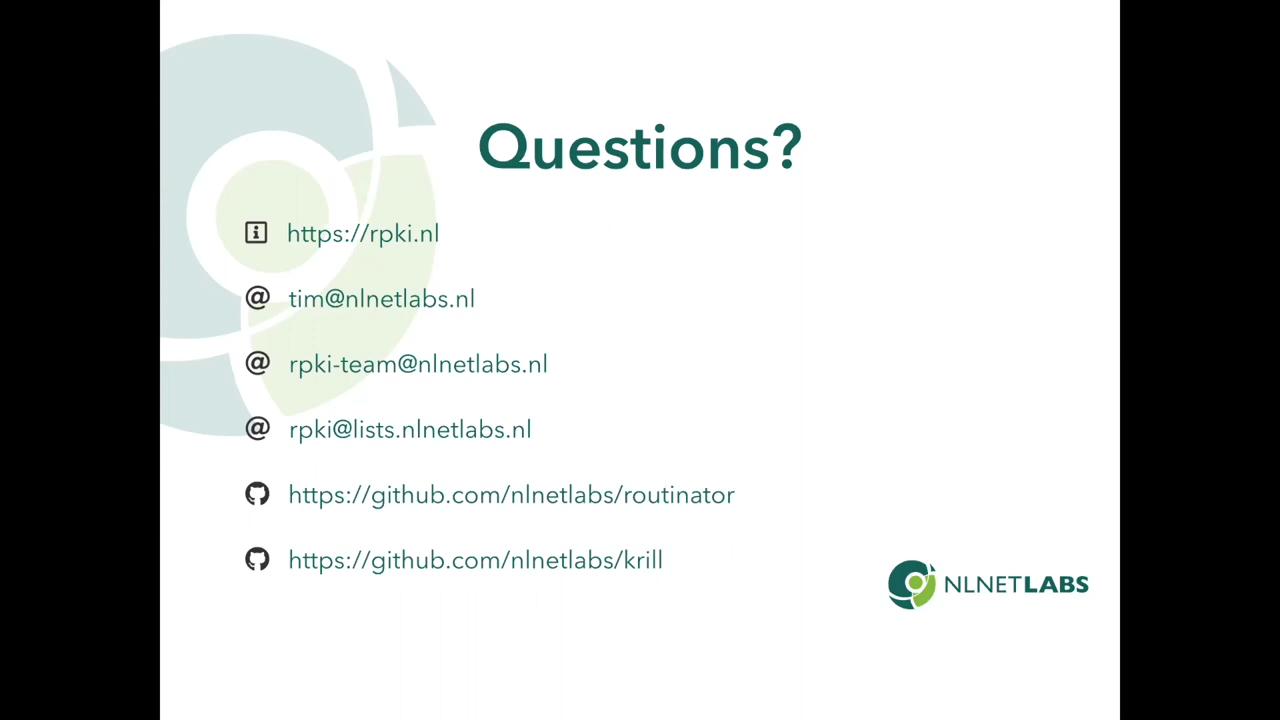 Questions?
https://rpki.nl
@ tim@nlnetlabs.nl
@ rpki-team@nlnetlabs.nl
@ rpki@lists.nlnetlabs.nl
https://github.com/nlnetlabs/routinator
https://github.com/nlnetlabs/krill
NLNETLABS